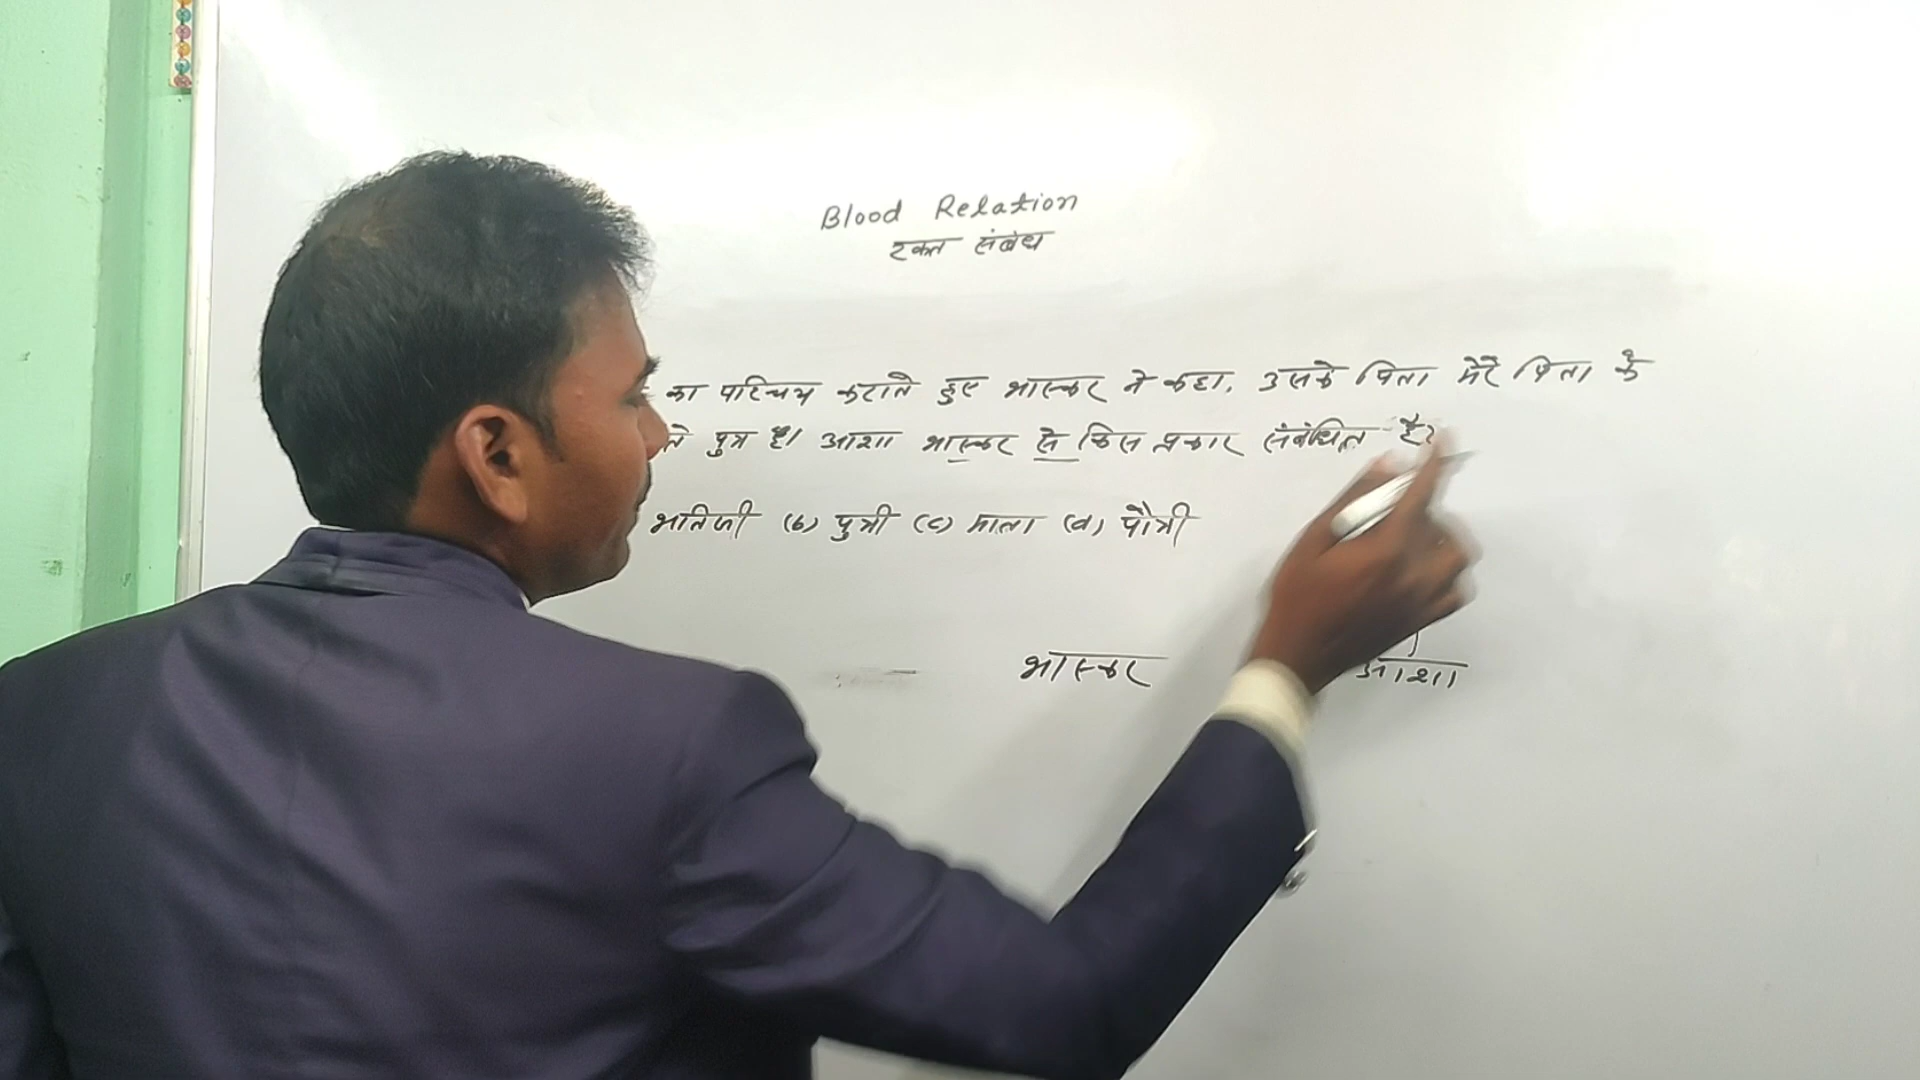 Blood Relation
रक्त संबंध
का परिचय कराते हुए भास्कर ने कहा, उसके पिता मेरे पिता के
पुत्र है। आशा भास्कर से किस प्रकार संबंधित है?
भतिजी (b) पुत्री (c) माता (d) पौत्री
भास्कर आशा